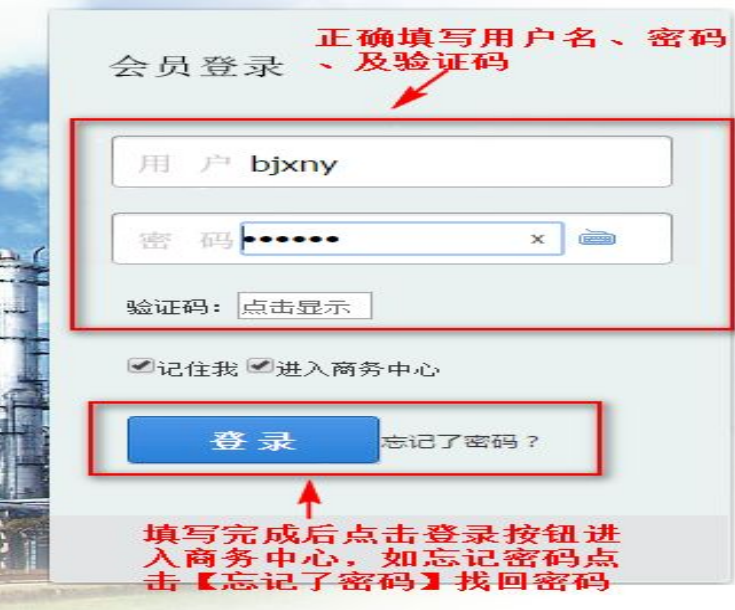 正确填写用户名、密码
、及验证码
会员登录
用 户 bjxny
密 码 •••••• x
验证码： 点击显示
记住我 进入商务中心
登 录 忘记了密码？
填写完成后点击登录按钮进
入商务中心，如忘记密码点
击【忘记了密码】找回密码